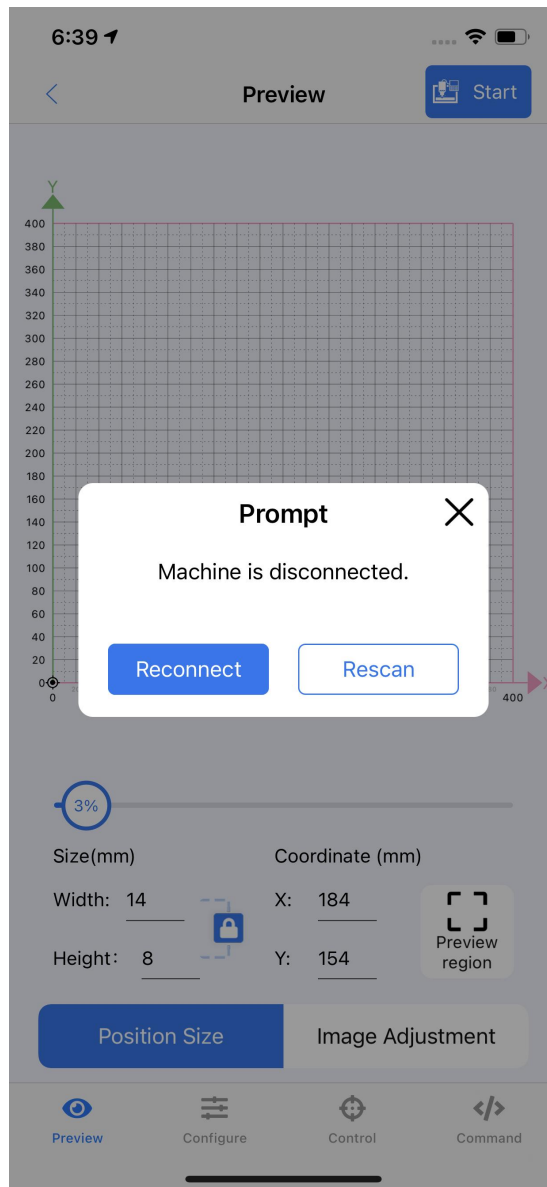 6:39
Preview
Start
Y
400
380
360
340
320
300
280
260
240
220
200
180
160
140
120
100
80
60
40
20
0
0
400
X
Prompt
Machine is disconnected.
Reconnect
Rescan
3%
Size(mm)
Coordinate (mm)
Width: 14
X: 184
Height: 8
Y: 154
Preview
region
Position Size
Image Adjustment
Preview
Configure
Control
Command